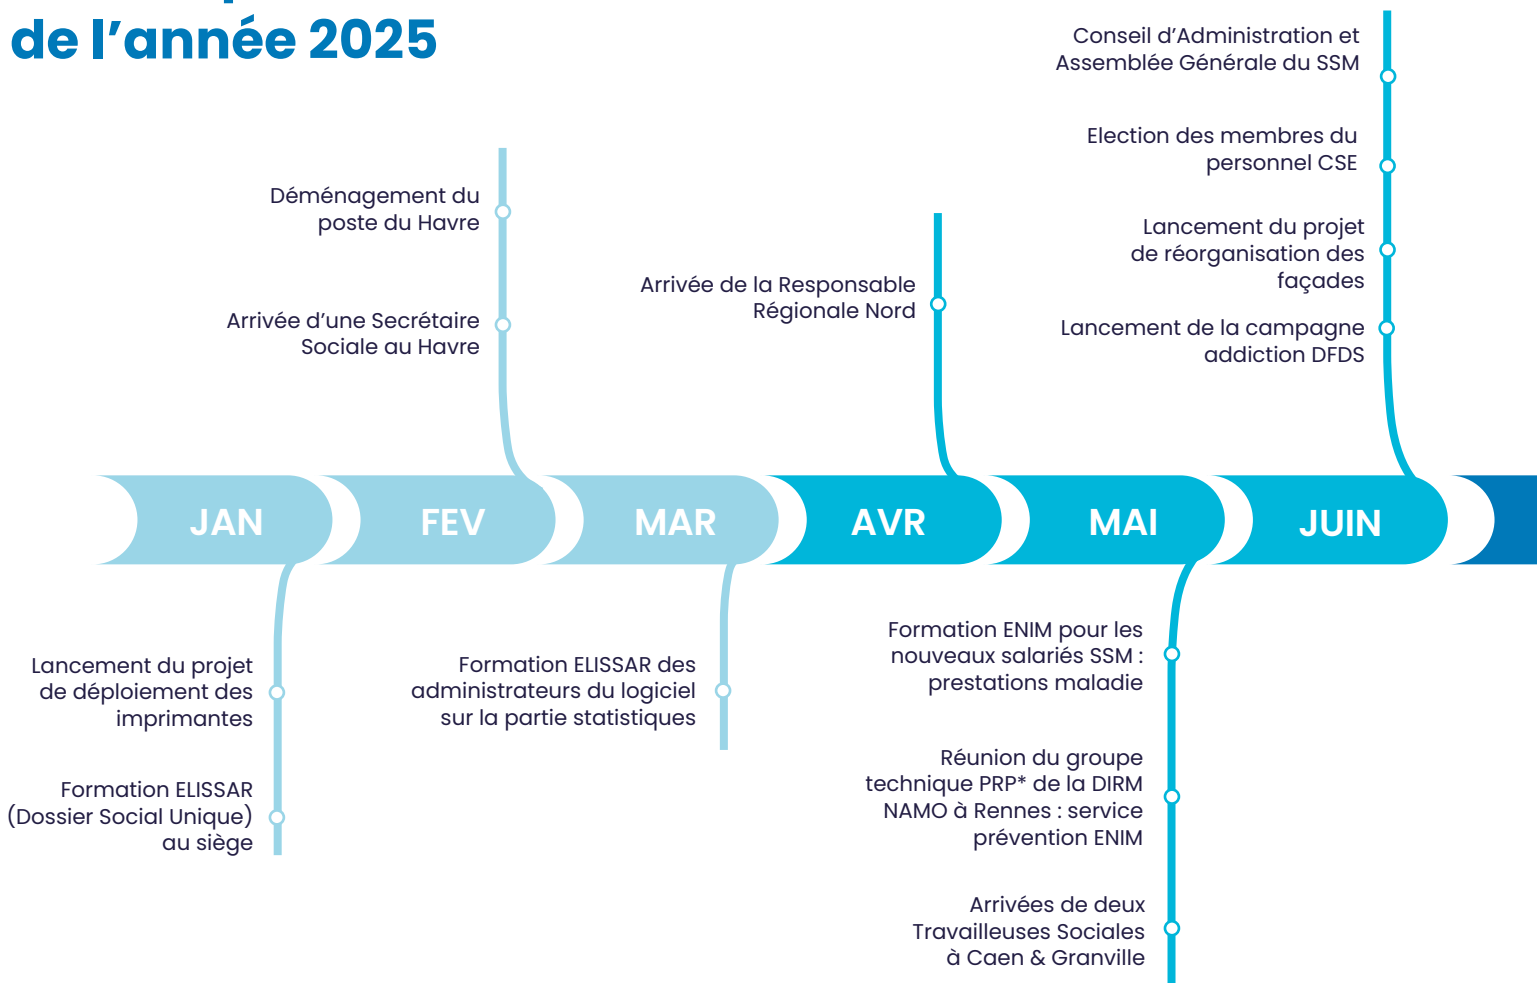 de l’année 2025
Conseil d’Administration et
Assemblée Générale du SSM
Election des membres du
personnel CSE
Lancement du projet
de réorganisation des
façades
Lancement de la campagne
addiction DFDS
Déménagement du
poste du Havre
Arrivée d’une Secrétaire
Sociale au Havre
Arrivée de la Responsable
Régionale Nord
JAN
FEV
MAR
AVR
MAI
JUIN
Lancement du projet
de déploiement des
imprimantes
Formation ELISSAR
(Dossier Social Unique)
au siège
Formation ELISSAR des
administrateurs du logiciel
sur la partie statistiques
Formation ENIM pour les
nouveaux salariés SSM :
prestations maladie
Réunion du groupe
technique PRP* de la DIRM
NAMO à Rennes : service
prévention ENIM
Arrivées de deux
Travailleuses Sociales
à Caen & Granville